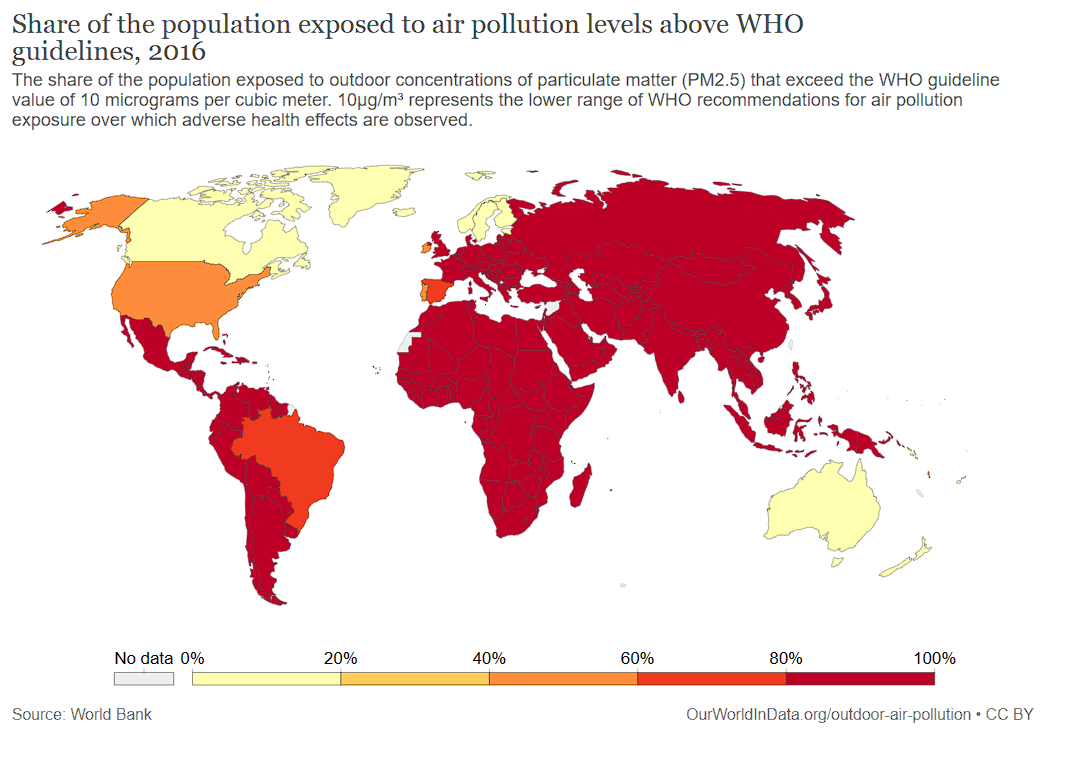 Share of the population exposed to air pollution levels above WHO
guidelines, 2016
The share of the population exposed to outdoor concentrations of particulate matter (PM2.5) that exceed the WHO guideline
value of 10 micrograms per cubic meter. 10µg/m³ represents the lower range of WHO recommendations for air pollution
exposure over which adverse health effects are observed.
No data 0% 20% 40% 60% 80% 100%
Source: World Bank OurWorldInData.org/outdoor-air-pollution • CC BY